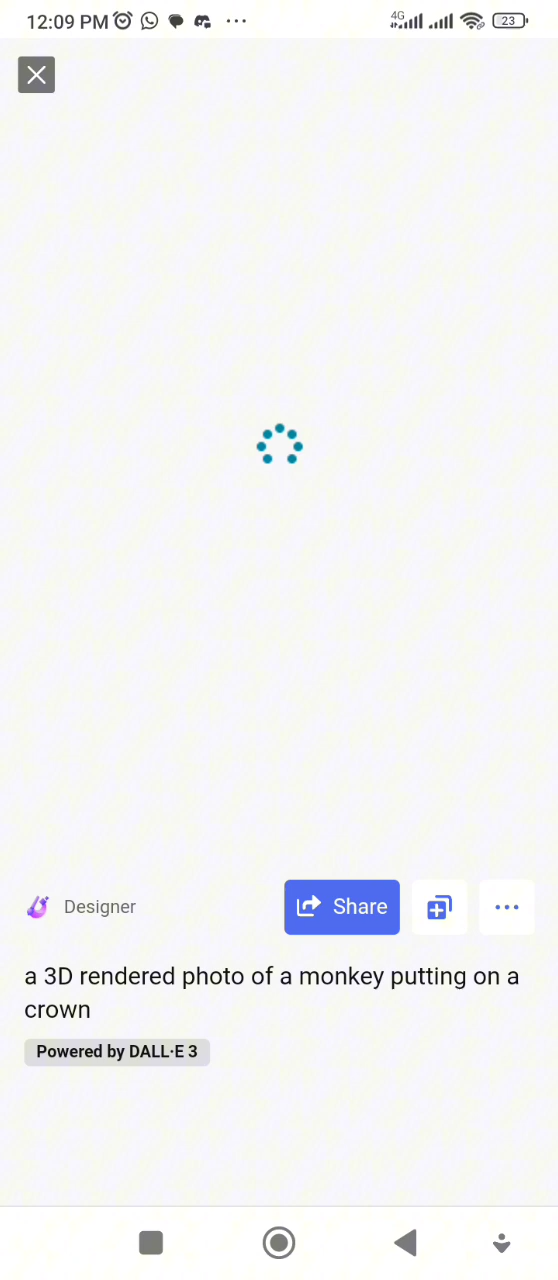 12:09 PM
4G
23
Designer
Share
a 3D rendered photo of a monkey putting on a
crown
Powered by DALL·E 3